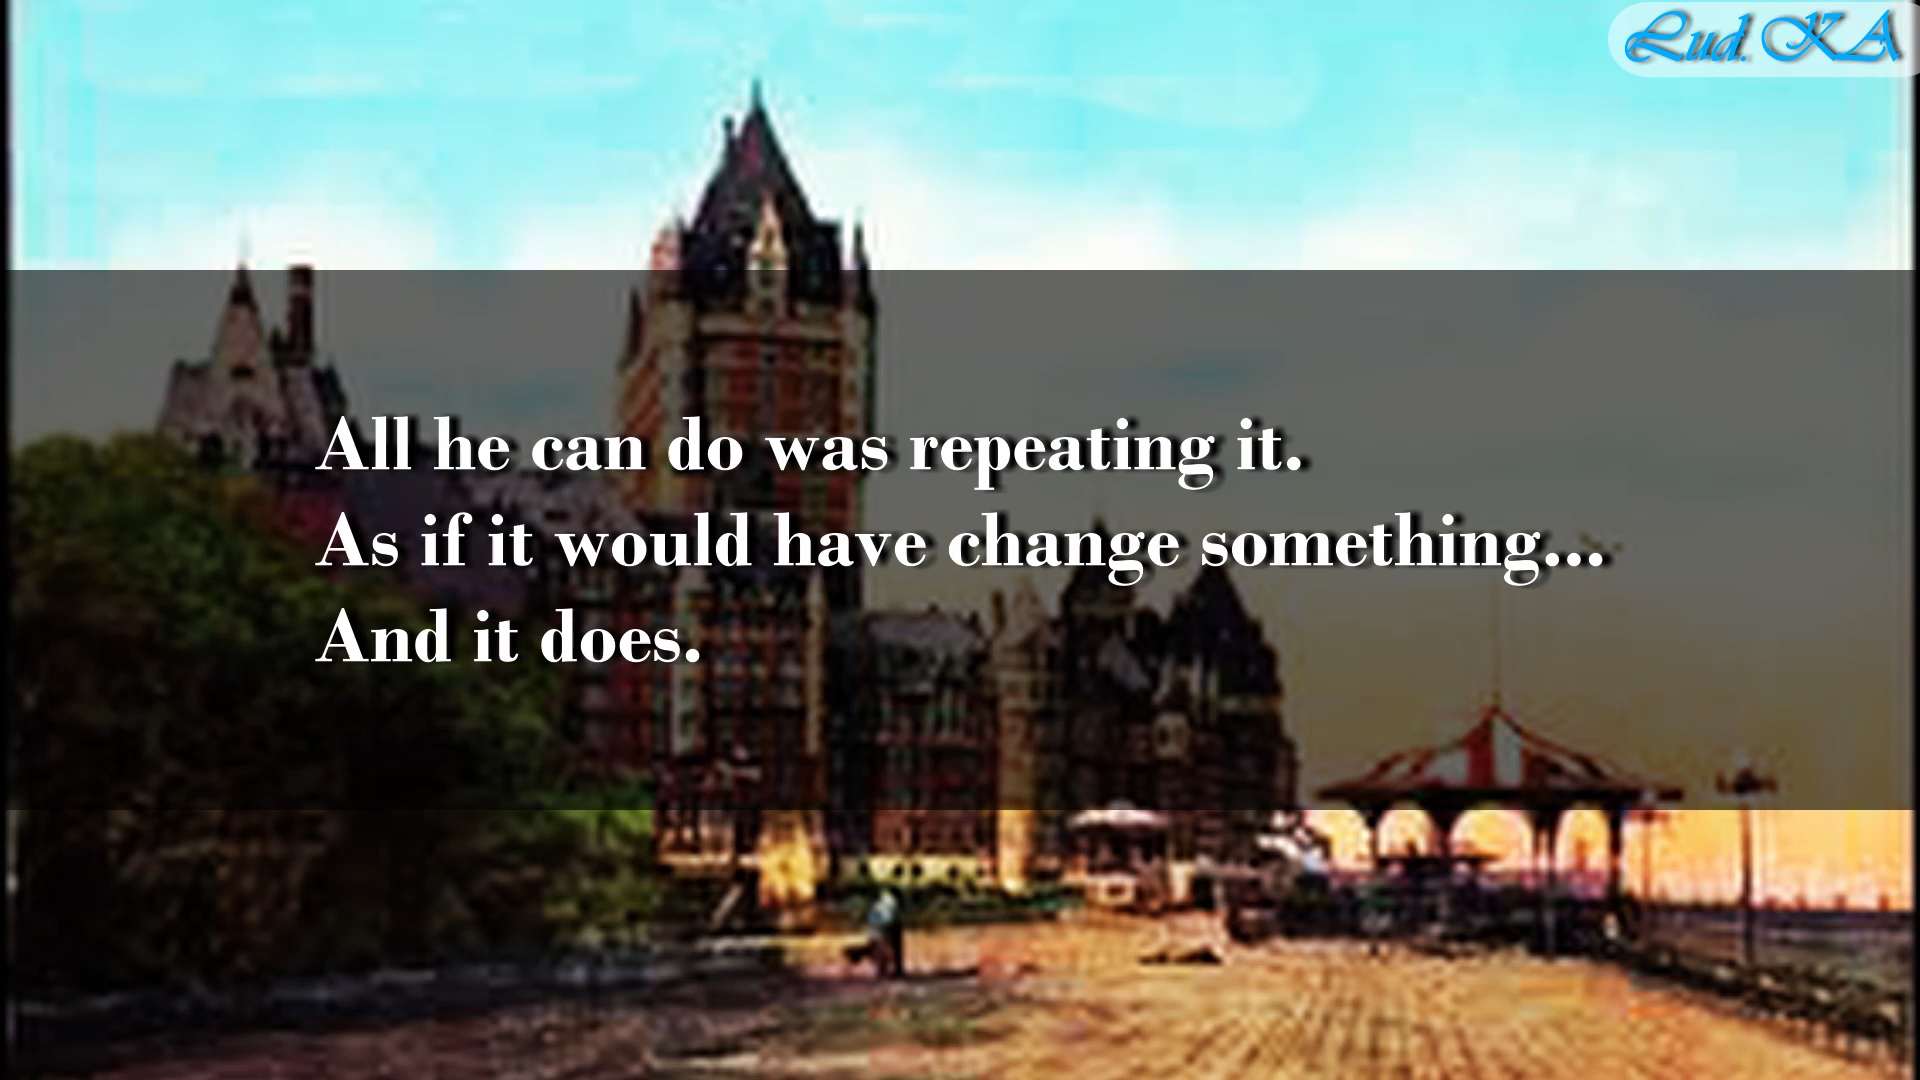 Lud. KA
All he can do was repeating it.
As if it would have change something...
And it does.